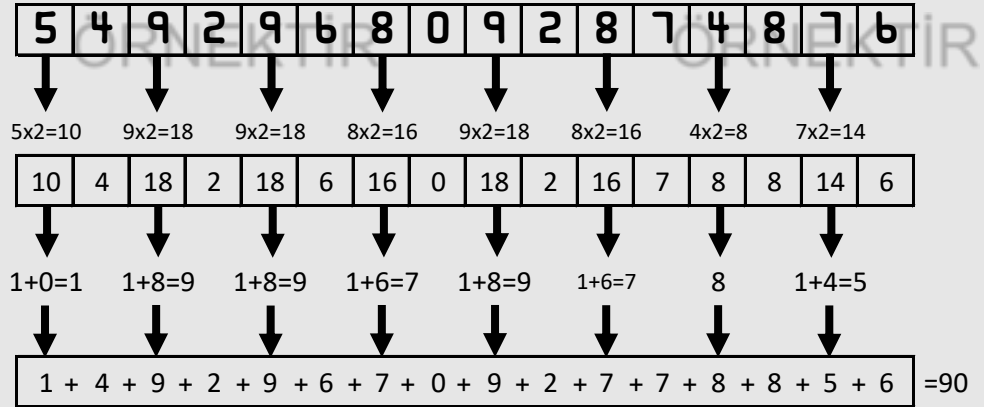 5 4 9 2 9 6 8 0 9 2 8 7 4 8 7 6
ÖRNEKTİR ÖRNEKTİR
5x2=10 9x2=18 9x2=18 8x2=16 9x2=18 8x2=16 4x2=8 7x2=14
10 4 18 2 18 6 16 0 18 2 16 7 8 8 14 6
1+0=1 1+8=9 1+8=9 1+6=7 1+8=9 1+6=7 8 1+4=5
1 + 4 + 9 + 2 + 9 + 6 + 7 + 0 + 9 + 2 + 7 + 7 + 8 + 8 + 5 + 6 =90